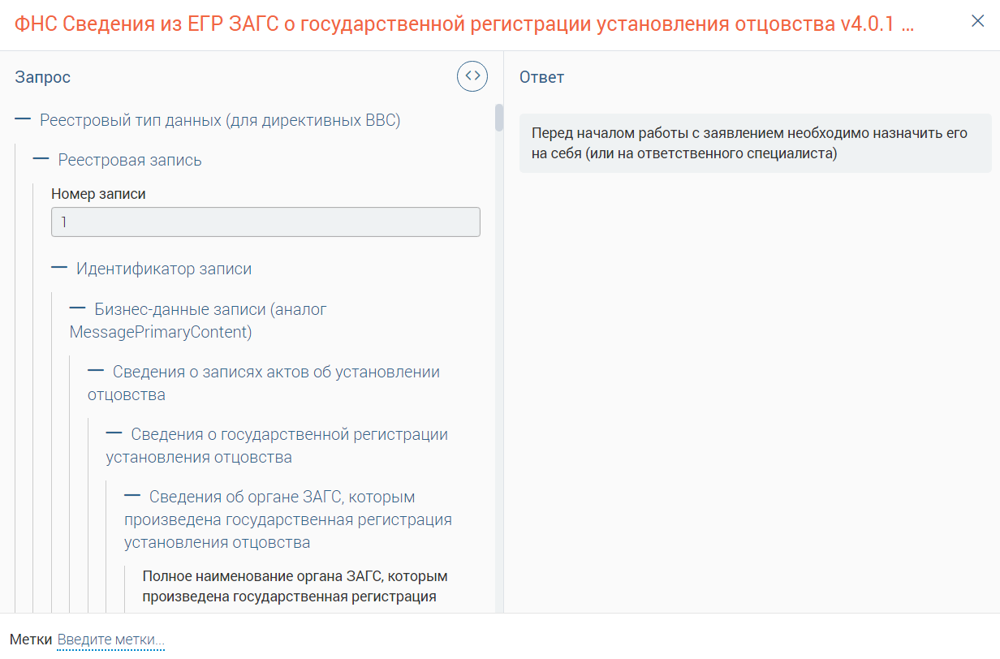 ФНС Сведения из ЕГР ЗАГС о государственной регистрации установления отцовства v4.0.1 ...
Запрос
Реестровый тип данных (для директивных ВВС)
Реестровая запись
Номер записи
1
Идентификатор записи
Бизнес-данные записи (аналог
MessagePrimaryContent)
Сведения о записях актов об установлении
отцовства
Сведения о государственной регистрации
установления отцовства
Сведения об органе ЗАГС, которым
произведена государственная регистрация
установления отцовства
Полное наименование органа ЗАГС, которым
произведена государственная регистрация
Ответ
Перед началом работы с заявлением необходимо назначить его
на себя (или на ответственного специалиста)
Метки Введите метки...